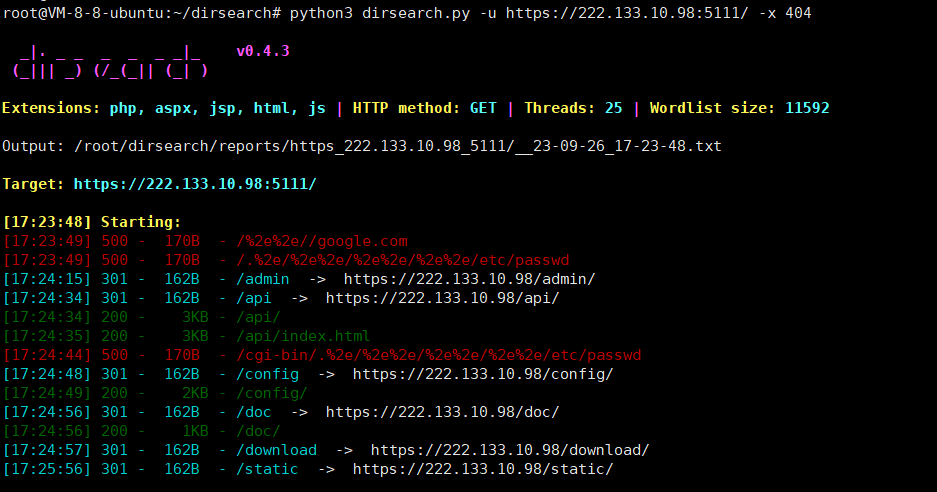 root@VM-8-8-ubuntu:~/dirsearch# python3 dirsearch.py -u https://222.133.10.98:5111/ -x 404
  _|. _ _  _  _  _ _|_    v0.4.3
 (_||| _) (/_(_|| (_| )
Extensions: php, aspx, jsp, html, js | HTTP method: GET | Threads: 25 | Wordlist size: 11592
Output: /root/dirsearch/reports/https_222.133.10.98_5111/__23-09-26_17-23-48.txt
Target: https://222.133.10.98:5111/
[17:23:48] Starting:
[17:23:49] 500 -  170B  - /%2e%2e//google.com
[17:23:49] 500 -  170B  - /.%2e/%2e%2e/%2e%2e/%2e%2e/etc/passwd
[17:24:15] 301 -  162B  - /admin  ->  https://222.133.10.98/admin/
[17:24:34] 301 -  162B  - /api  ->  https://222.133.10.98/api/
[17:24:34] 200 -    3KB - /api/
[17:24:35] 200 -    3KB - /api/index.html
[17:24:44] 500 -  170B  - /cgi-bin/.%2e/%2e%2e/%2e%2e/%2e%2e/etc/passwd
[17:24:48] 301 -  162B  - /config  ->  https://222.133.10.98/config/
[17:24:49] 200 -    2KB - /config/
[17:24:56] 301 -  162B  - /doc  ->  https://222.133.10.98/doc/
[17:24:56] 200 -    1KB - /doc/
[17:24:57] 301 -  162B  - /download  ->  https://222.133.10.98/download/
[17:25:56] 301 -  162B  - /static  ->  https://222.133.10.98/static/